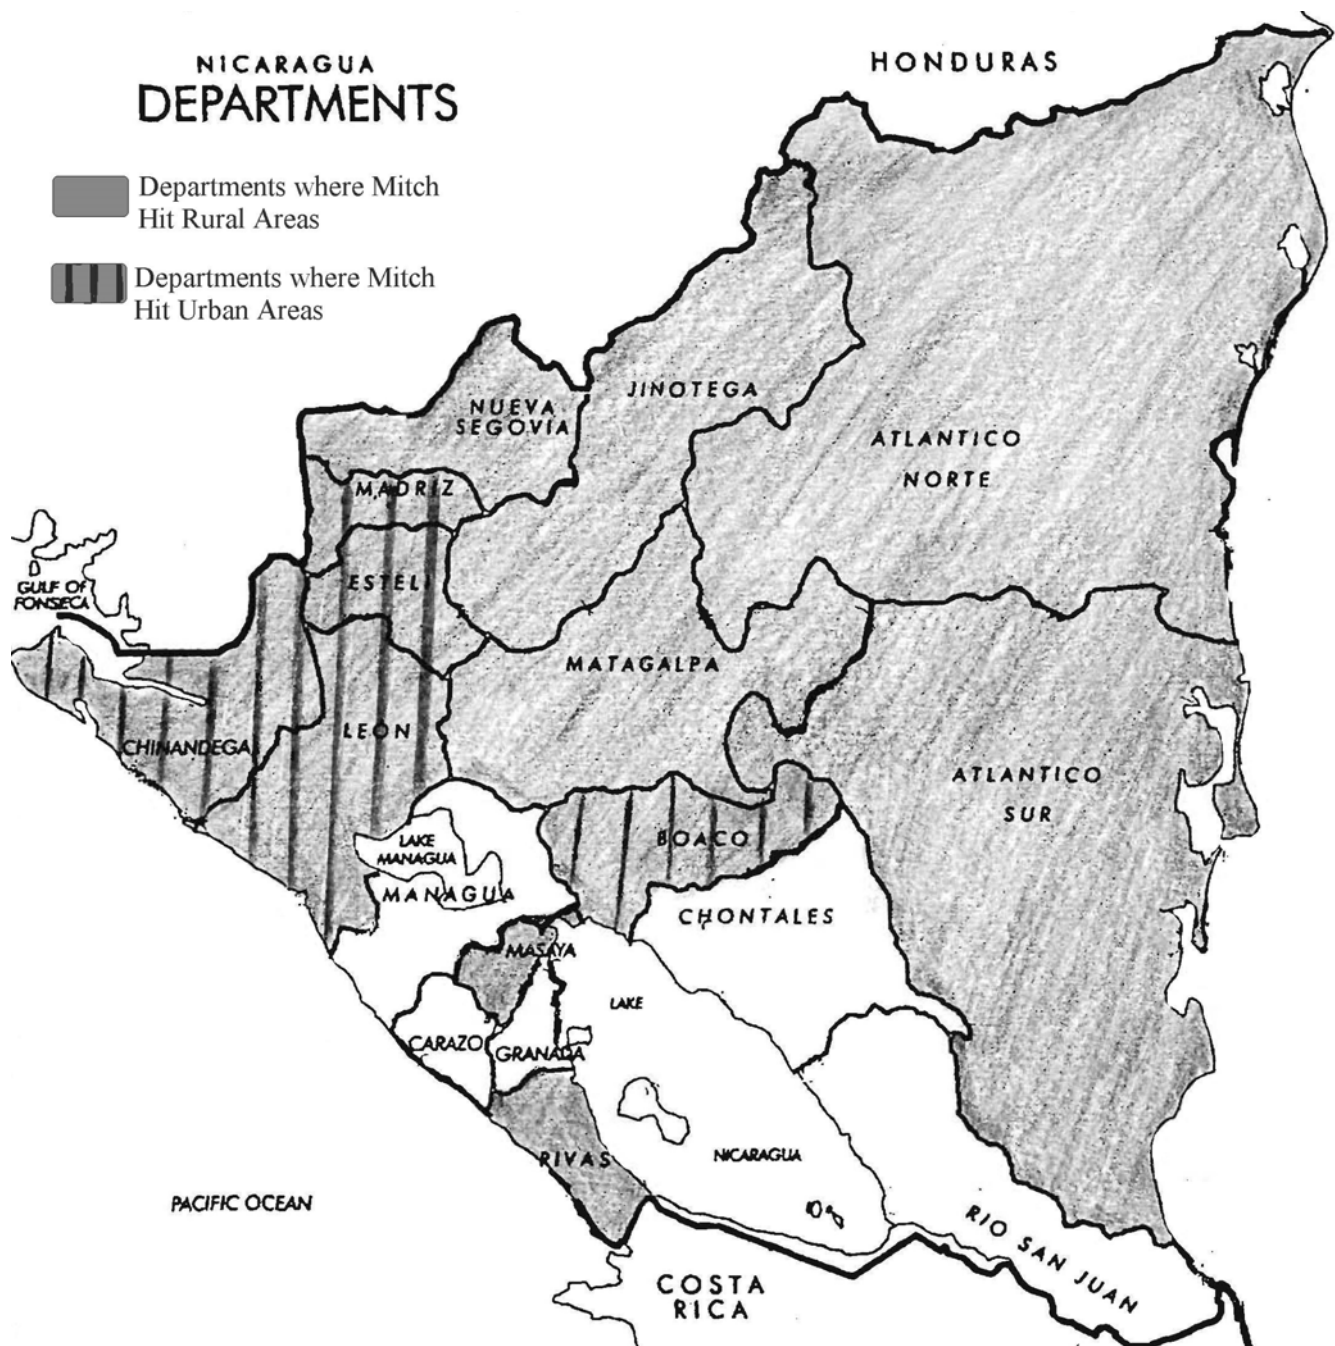 NICARAGUA
DEPARTMENTS
HONDURAS
Departments where Mitch
Hit Rural Areas
Departments where Mitch
Hit Urban Areas
JINOTEGA
NUEVA
SEGOVIA
ATLANTICO
NORTE
MADRIZ
ESTELI
GULF OF
FONSECA
MATAGALPA
LEÓN
CHINANDEGA
ATLANTICO
SUR
BOACO
LAKE
MANAGUA
MANAGUA
CHONTALES
MASAYA
LAKE
CARAZO
GRANADA
NICARAGUA
RIVAS
PACIFIC OCEAN
RIO SAN JUAN
COSTA
RICA